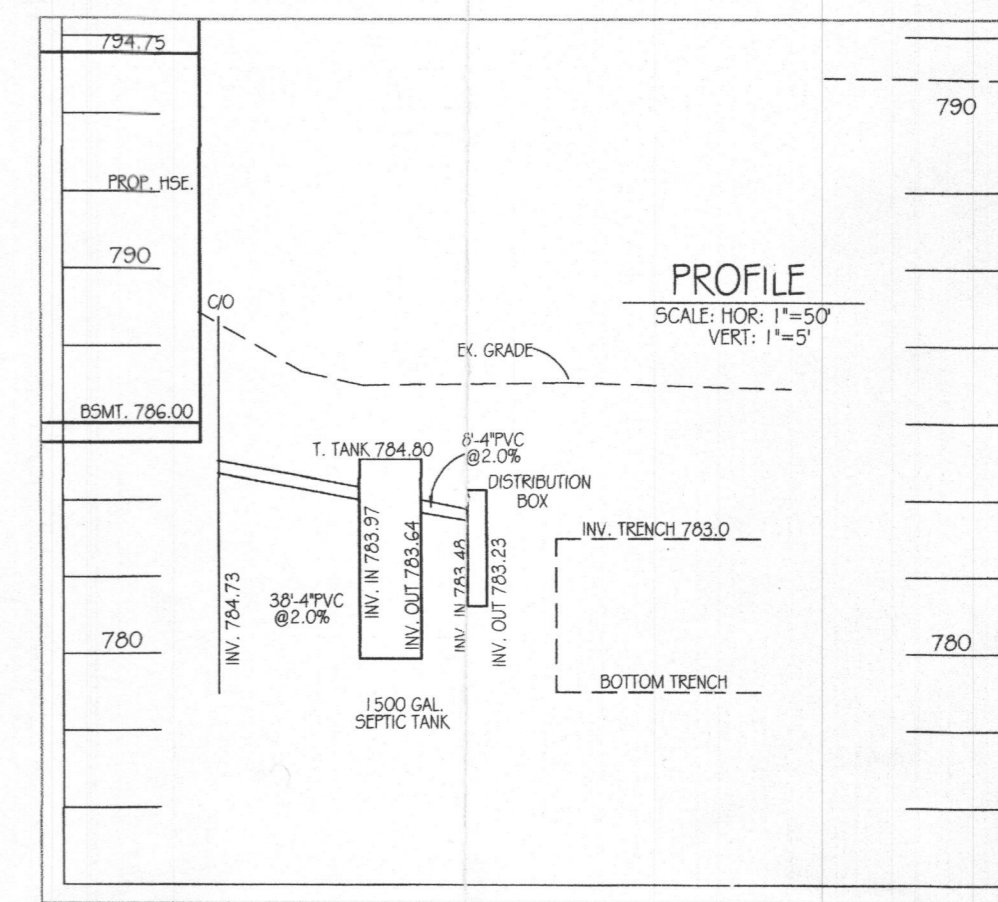 794.75
790
PROP. HSE.
790
PROFILE
SCALE: HOR: 1"=50'
VERT: 1"=5'
C/O
EX. GRADE
BSMT. 786.00
T. TANK 784.80
8'-4"PVC
@2.0%
DISTRIBUTION
BOX
INV. TRENCH 783.0
INV. IN 783.97
INV. OUT 783.64
INV. IN 783.48
INV. OUT 783.23
INV. 784.73
38'-4"PVC
@2.0%
780
780
BOTTOM TRENCH
1500 GAL.
SEPTIC TANK